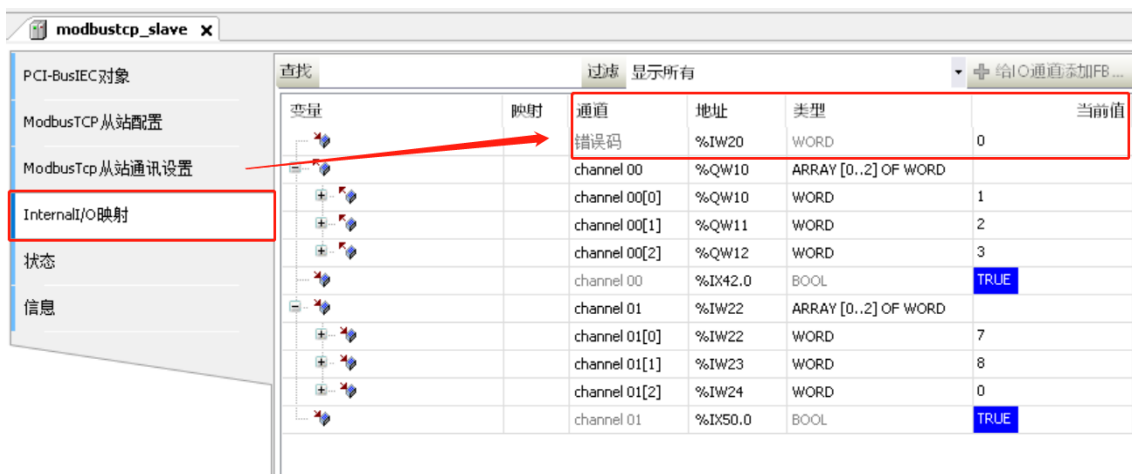 modbustcp_slave x
PCI-BusIEC对象
ModbusTCP从站配置
ModbusTcp从站通讯设置
InternalI/O映射
状态
信息
查找 过滤 显示所有 给IO通道添加FB...
变量 映射 通道 地址 类型 当前值
错误码 %IW20 WORD 0
channel 00 %QW10 ARRAY [0..2] OF WORD
channel 00[0] %QW10 WORD 1
channel 00[1] %QW11 WORD 2
channel 00[2] %QW12 WORD 3
channel 00 %IX42.0 BOOL TRUE
channel 01 %IW22 ARRAY [0..2] OF WORD
channel 01[0] %IW22 WORD 7
channel 01[1] %IW23 WORD 8
channel 01[2] %IW24 WORD 0
channel 01 %IX50.0 BOOL TRUE